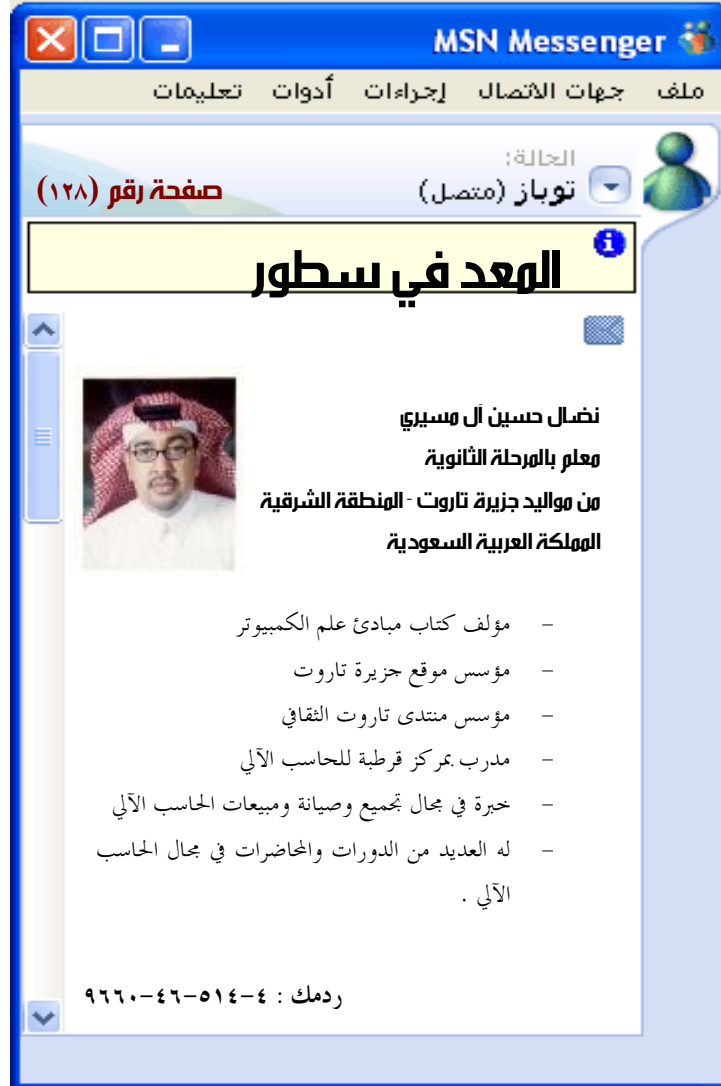 MSN Messenger
ملف جهات الاتصال إجراءات أدوات تعليمات
الحالة:
توباز (متصل)
صفحة رقم (١٢٨)
المعد في سطور
نضال حسين آل مسيري
معلم بالمرحلة الثانوية
من مواليد جزيرة تاروت - المنطقة الشرقية
المملكة العربية السعودية
– مؤلف كتاب مبادئ علم الكمبيوتر
– مؤسس موقع جزيرة تاروت
– مؤسس منتدى تاروت الثقافي
– مدرب بمركز قرطبة للحاسب الآلي
– خبرة في مجال تجميع وصيانة ومبيعات الحاسب الآلي
– له العديد من الدورات والمحاضرات في مجال الحاسب
الآلي .
ردمك : ٤-٥١٤-٤٦-٩٦٦٠